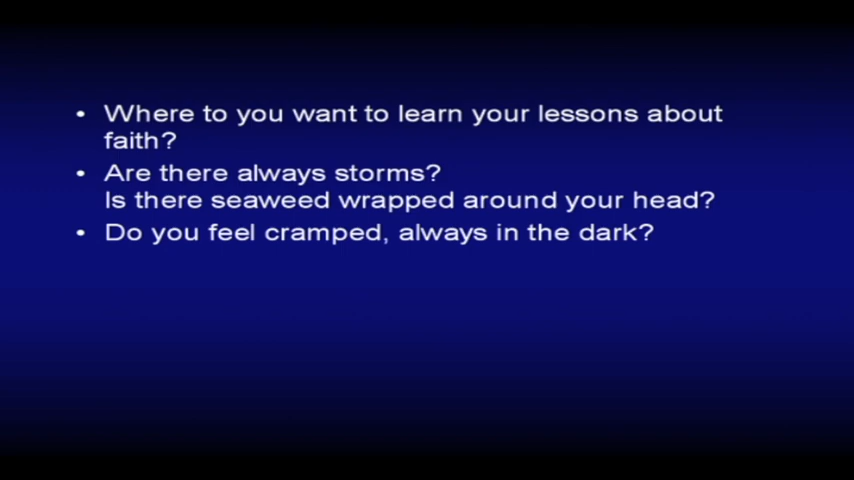 • Where to you want to learn your lessons about
faith?
• Are there always storms?
Is there seaweed wrapped around your head?
• Do you feel cramped, always in the dark?